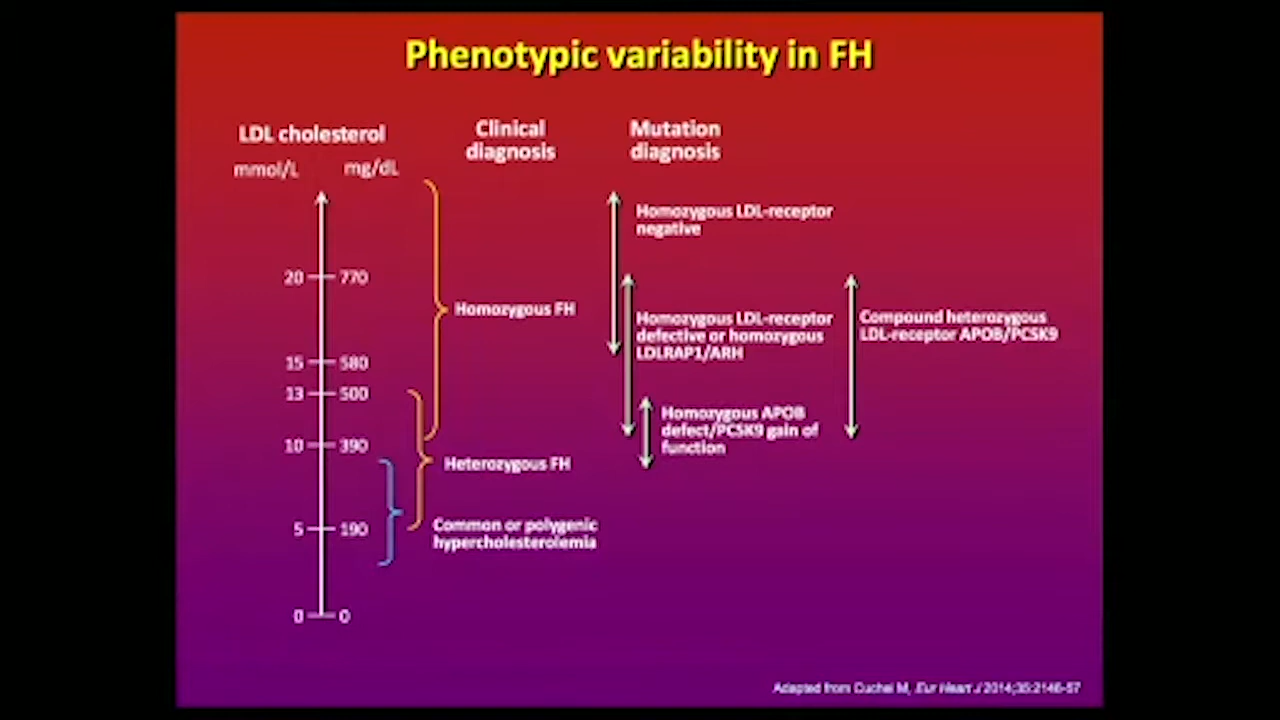 Phenotypic variability in FH
LDL cholesterol
mmol/L mg/dL
Clinical
diagnosis
Mutation
diagnosis
20 770
15 580
13 500
10 390
5 190
0 0
Homozygous FH
Heterozygous FH
Common or polygenic
hypercholesterolemia
Homozygous LDL-receptor
negative
Homozygous LDL-receptor
defective or homozygous
LDLRAP1/ARH
Homozygous APOB
defect/PCSK9 gain of
function
Compound heterozygous
LDL-receptor APOB/PCSK9
Adapted from Cuchel M, Eur Heart J 2014;35:2146-57